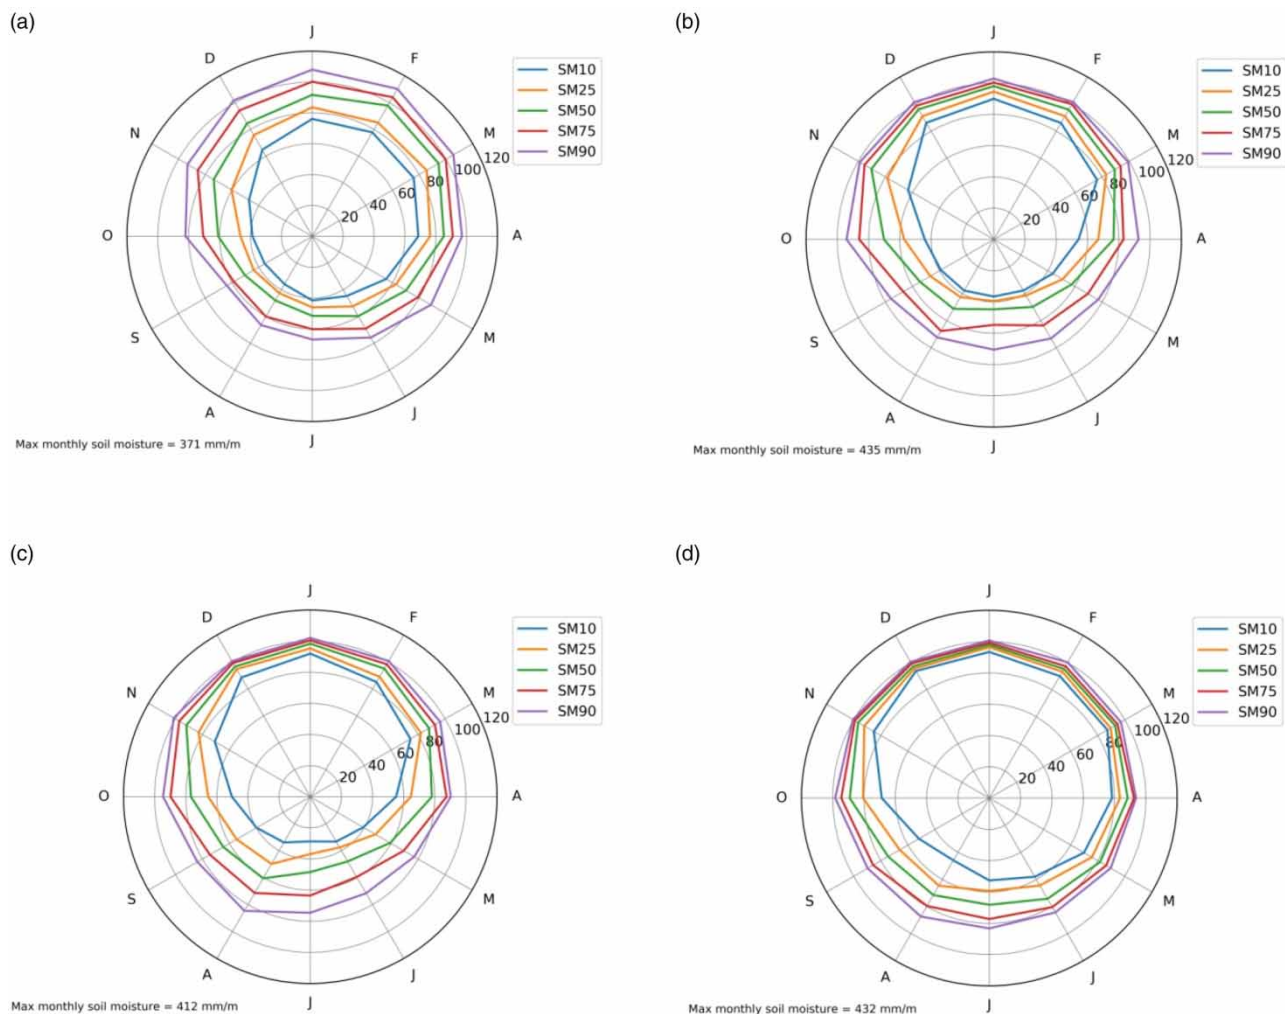 (a)
J
D F
SM10
SM25
SM50
SM75
SM90
N M
120
100
80
60
40
20
O A
S M
A J
J
Max monthly soil moisture = 371 mm/m
(b)
J
D F
SM10
SM25
SM50
SM75
SM90
N M
120
100
80
60
40
20
O A
S M
A J
J
Max monthly soil moisture = 435 mm/m
(c)
J
D F
SM10
SM25
SM50
SM75
SM90
N M
120
100
80
60
40
20
O A
S M
A J
J
Max monthly soil moisture = 412 mm/m
(d)
J
D F
SM10
SM25
SM50
SM75
SM90
N M
120
100
80
60
40
20
O A
S M
A J
J
Max monthly soil moisture = 432 mm/m